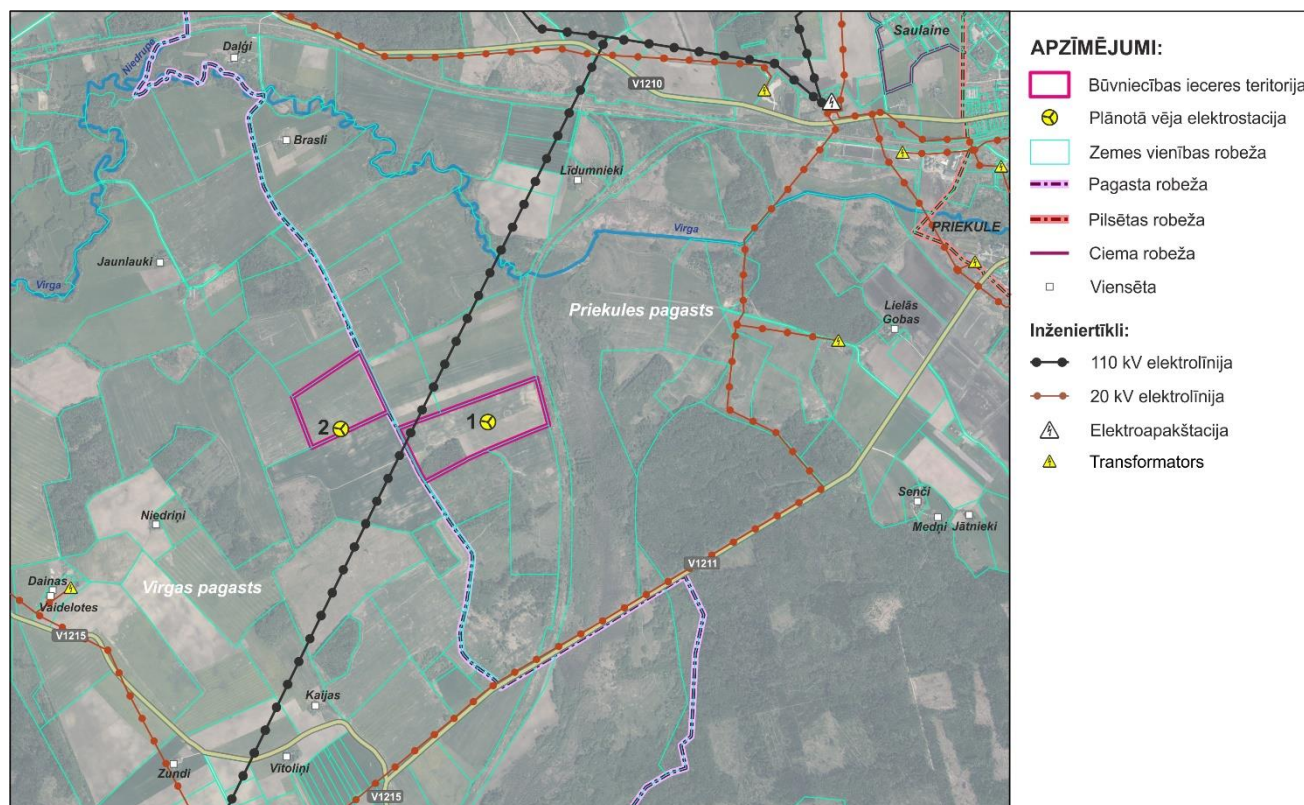 Saulaine
Niedrupe
Daļģi
V1210
Brasli
Līdumnieki
Virga
PRIEKULE
Jaunlauki
Virga
Priekules pagasts
Lielās
Gobas
2
1
Senči
Medņi
Jātnieki
Niedriņi
V1211
Dainas
Vaidelotes
Virgas pagasts
V1215
Kaijas
Zundi
Vītoliņi
V1215
APZĪMĒJUMI:
Būvniecības ieceres teritorija
Plānotā vēja elektrostacija
Zemes vienības robeža
Pagasta robeža
Pilsētas robeža
Ciema robeža
Viensēta
Inženiertīkli:
110 kV elektrolīnija
20 kV elektrolīnija
Elektroapakštacija
Transformators